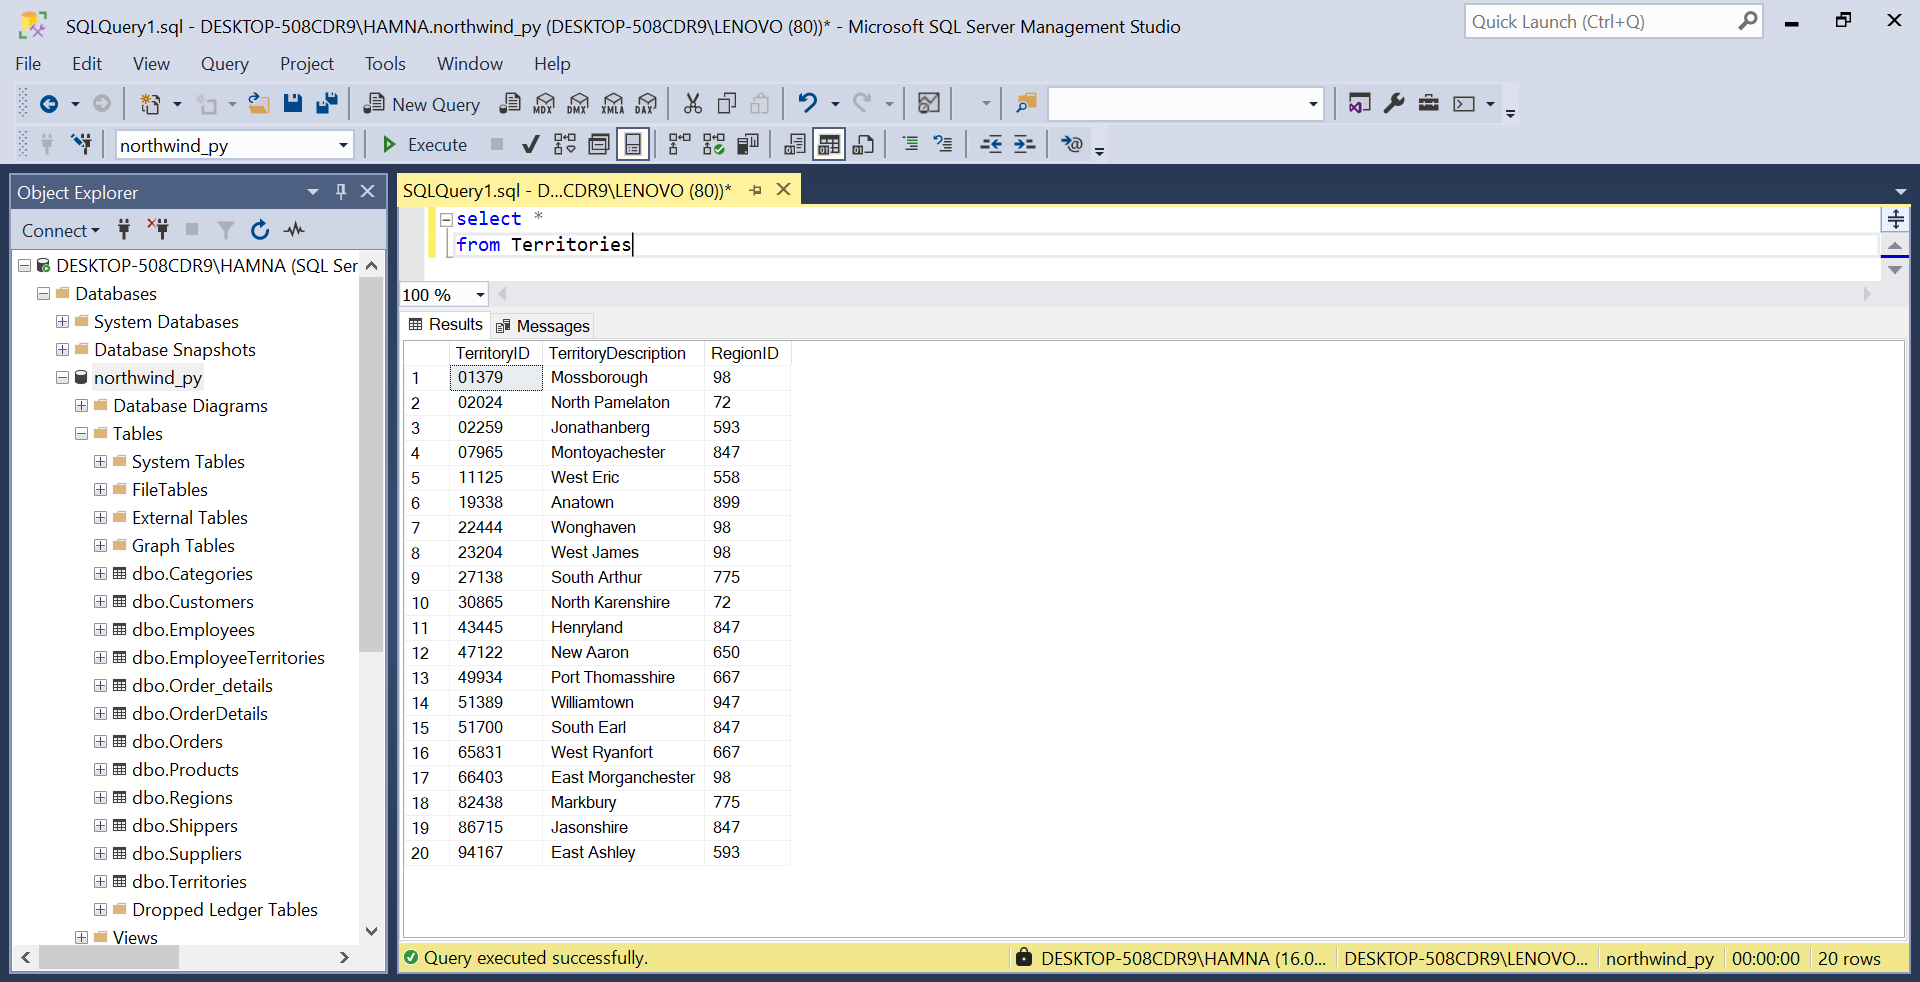 SQLQuery1.sql - DESKTOP-508CDR9\HAMNA.northwind_py (DESKTOP-508CDR9\LENOVO (80))* - Microsoft SQL Server Management Studio
Quick Launch (Ctrl+Q)
File Edit View Query Project Tools Window Help
New Query MDX DMX XMLA DAX
northwind_py Execute
Object Explorer
Connect
DESKTOP-508CDR9\HAMNA (SQL Ser
Databases
System Databases
Database Snapshots
northwind_py
Database Diagrams
Tables
System Tables
FileTables
External Tables
Graph Tables
dbo.Categories
dbo.Customers
dbo.Employees
dbo.EmployeeTerritories
dbo.Order_details
dbo.OrderDetails
dbo.Orders
dbo.Products
dbo.Regions
dbo.Shippers
dbo.Suppliers
dbo.Territories
Dropped Ledger Tables
Views
SQLQuery1.sql - D...CDR9\LENOVO (80))*
select *
from Territories
100 %
Results Messages
TerritoryID TerritoryDescription RegionID
1 01379 Mossborough 98
2 02024 North Pamelaton 72
3 02259 Jonathanberg 593
4 07965 Montoyachester 847
5 11125 West Eric 558
6 19338 Anatown 899
7 22444 Wonghaven 98
8 23204 West James 98
9 27138 South Arthur 775
10 30865 North Karenshire 72
11 43445 Henryland 847
12 47122 New Aaron 650
13 49934 Port Thomasshire 667
14 51389 Williamtown 947
15 51700 South Earl 847
16 65831 West Ryanfort 667
17 66403 East Morganchester 98
18 82438 Markbury 775
19 86715 Jasonshire 847
20 94167 East Ashley 593
Query executed successfully. DESKTOP-508CDR9\HAMNA (16.0... DESKTOP-508CDR9\LENOVO... northwind_py 00:00:00 20 rows